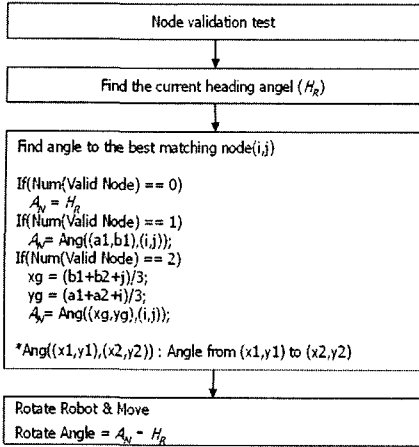 Node validation test
Find the current heading angel (H_R)
Find angle to the best matching node(i,j)
If(Num(Valid Node) == 0)
A_N = H_R
If(Num(Valid Node) == 1)
A_N= Ang((a1,b1),(i,j));
If(Num(Valid Node) == 2)
xg = (b1+b2+j)/3;
yg = (a1+a2+i)/3;
A_N= Ang((xg,yg),(i,j));
*Ang((x1,y1),(x2,y2)) : Angle from (x1,y1) to (x2,y2)
Rotate Robot & Move
Rotate Angle = A_N - H_R